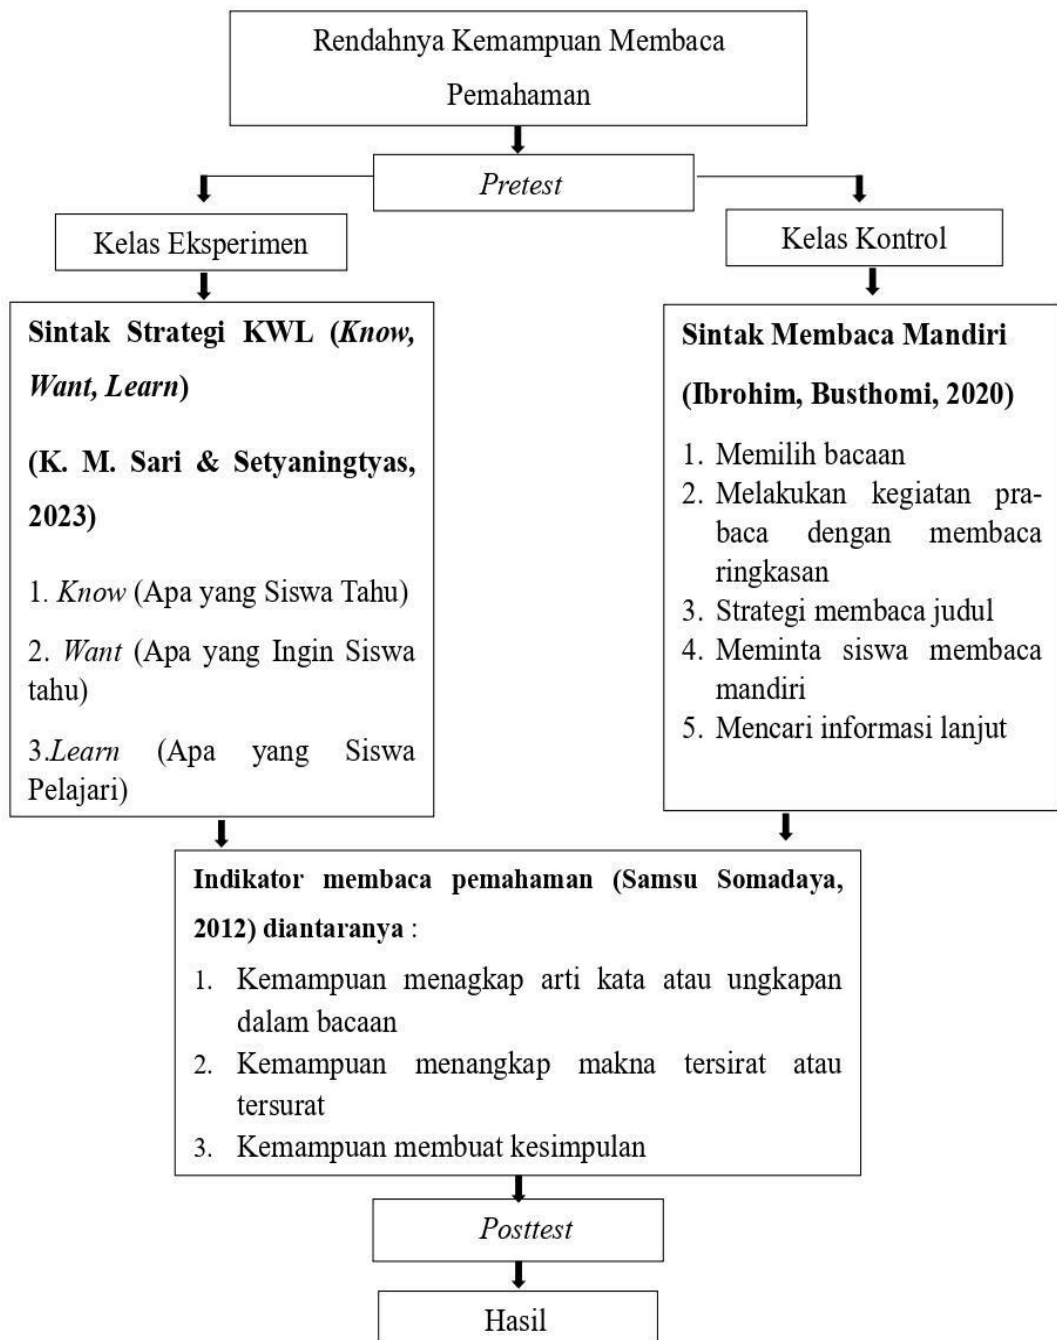 Rendahnya Kemampuan Membaca
Pemahaman
Pretest
Kelas Eksperimen
Kelas Kontrol
Sintak Strategi KWL (Know,
Want, Learn)
(K. M. Sari & Setyaningtyas,
2023)
1. Know (Apa yang Siswa Tahu)
2. Want (Apa yang Ingin Siswa
tahu)
3.Learn (Apa yang Siswa
Pelajari)
Sintak Membaca Mandiri
(Ibrohim, Busthomi, 2020)
1. Memilih bacaan
2. Melakukan kegiatan pra-
baca dengan membaca
ringkasan
3. Strategi membaca judul
4. Meminta siswa membaca
mandiri
5. Mencari informasi lanjut
Indikator membaca pemahaman (Samsu Somadaya,
2012) diantaranya :
1. Kemampuan menagkap arti kata atau ungkapan
dalam bacaan
2. Kemampuan menangkap makna tersirat atau
tersurat
3. Kemampuan membuat kesimpulan
Posttest
Hasil